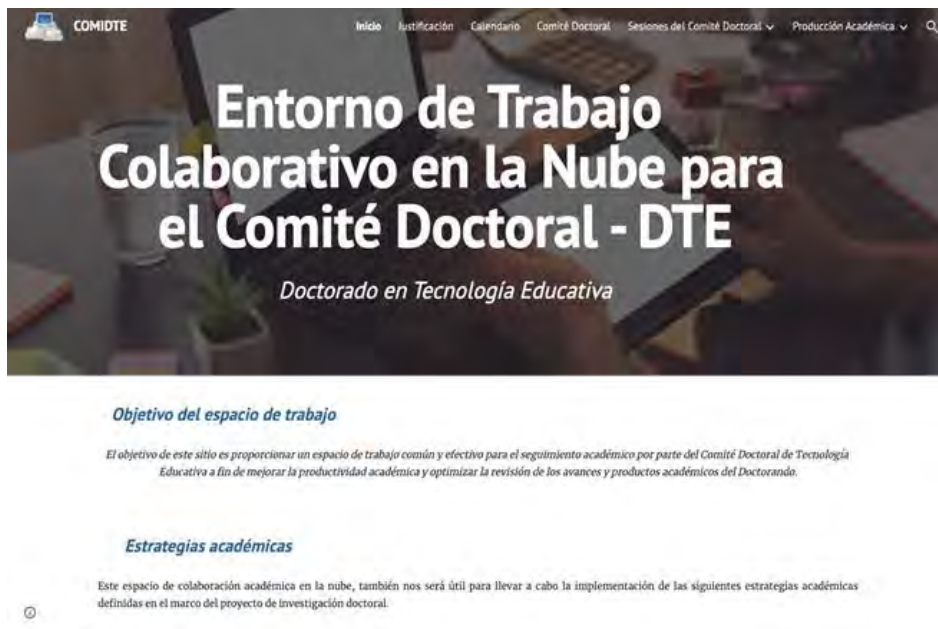 COMIDTE
Inicio Justificación Calendario Comité Doctoral Sesiones del Comité Doctoral Producción Académica
Entorno de Trabajo
Colaborativo en la Nube para
el Comité Doctoral - DTE
Doctorado en Tecnología Educativa
Objetivo del espacio de trabajo
El objetivo de este sitio es proporcionar un espacio de trabajo común y efectivo para el seguimiento académico por parte del Comité Doctoral de Tecnología
Educativa a fin de mejorar la productividad académica y optimizar la revisión de los avances y productos académicos del Doctorando.
Estrategias académicas
Este espacio de colaboración académica en la nube, también nos será útil para llevar a cabo la implementación de las siguientes estrategias académicas
definidas en el marco del proyecto de investigación doctoral.